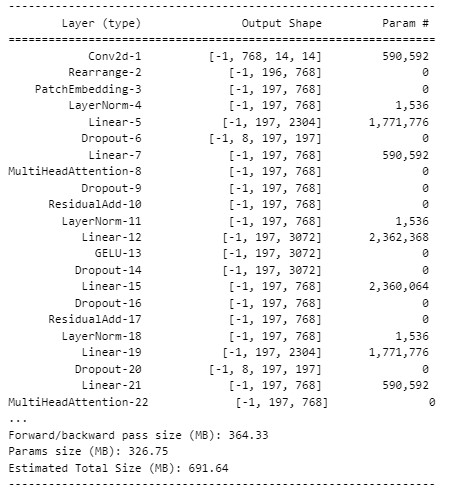 ----------------------------------------------------------------
Layer (type) Output Shape Param #
================================================================
Conv2d-1 [-1, 768, 14, 14] 590,592
Rearrange-2 [-1, 196, 768] 0
PatchEmbedding-3 [-1, 197, 768] 0
LayerNorm-4 [-1, 197, 768] 1,536
Linear-5 [-1, 197, 2304] 1,771,776
Dropout-6 [-1, 8, 197, 197] 0
Linear-7 [-1, 197, 768] 590,592
MultiHeadAttention-8 [-1, 197, 768] 0
Dropout-9 [-1, 197, 768] 0
ResidualAdd-10 [-1, 197, 768] 0
LayerNorm-11 [-1, 197, 768] 1,536
Linear-12 [-1, 197, 3072] 2,362,368
GELU-13 [-1, 197, 3072] 0
Dropout-14 [-1, 197, 3072] 0
Linear-15 [-1, 197, 768] 2,360,064
Dropout-16 [-1, 197, 768] 0
ResidualAdd-17 [-1, 197, 768] 0
LayerNorm-18 [-1, 197, 768] 1,536
Linear-19 [-1, 197, 2304] 1,771,776
Dropout-20 [-1, 8, 197, 197] 0
Linear-21 [-1, 197, 768] 590,592
MultiHeadAttention-22 [-1, 197, 768] 0
...
Forward/backward pass size (MB): 364.33
Params size (MB): 326.75
Estimated Total Size (MB): 691.64
----------------------------------------------------------------